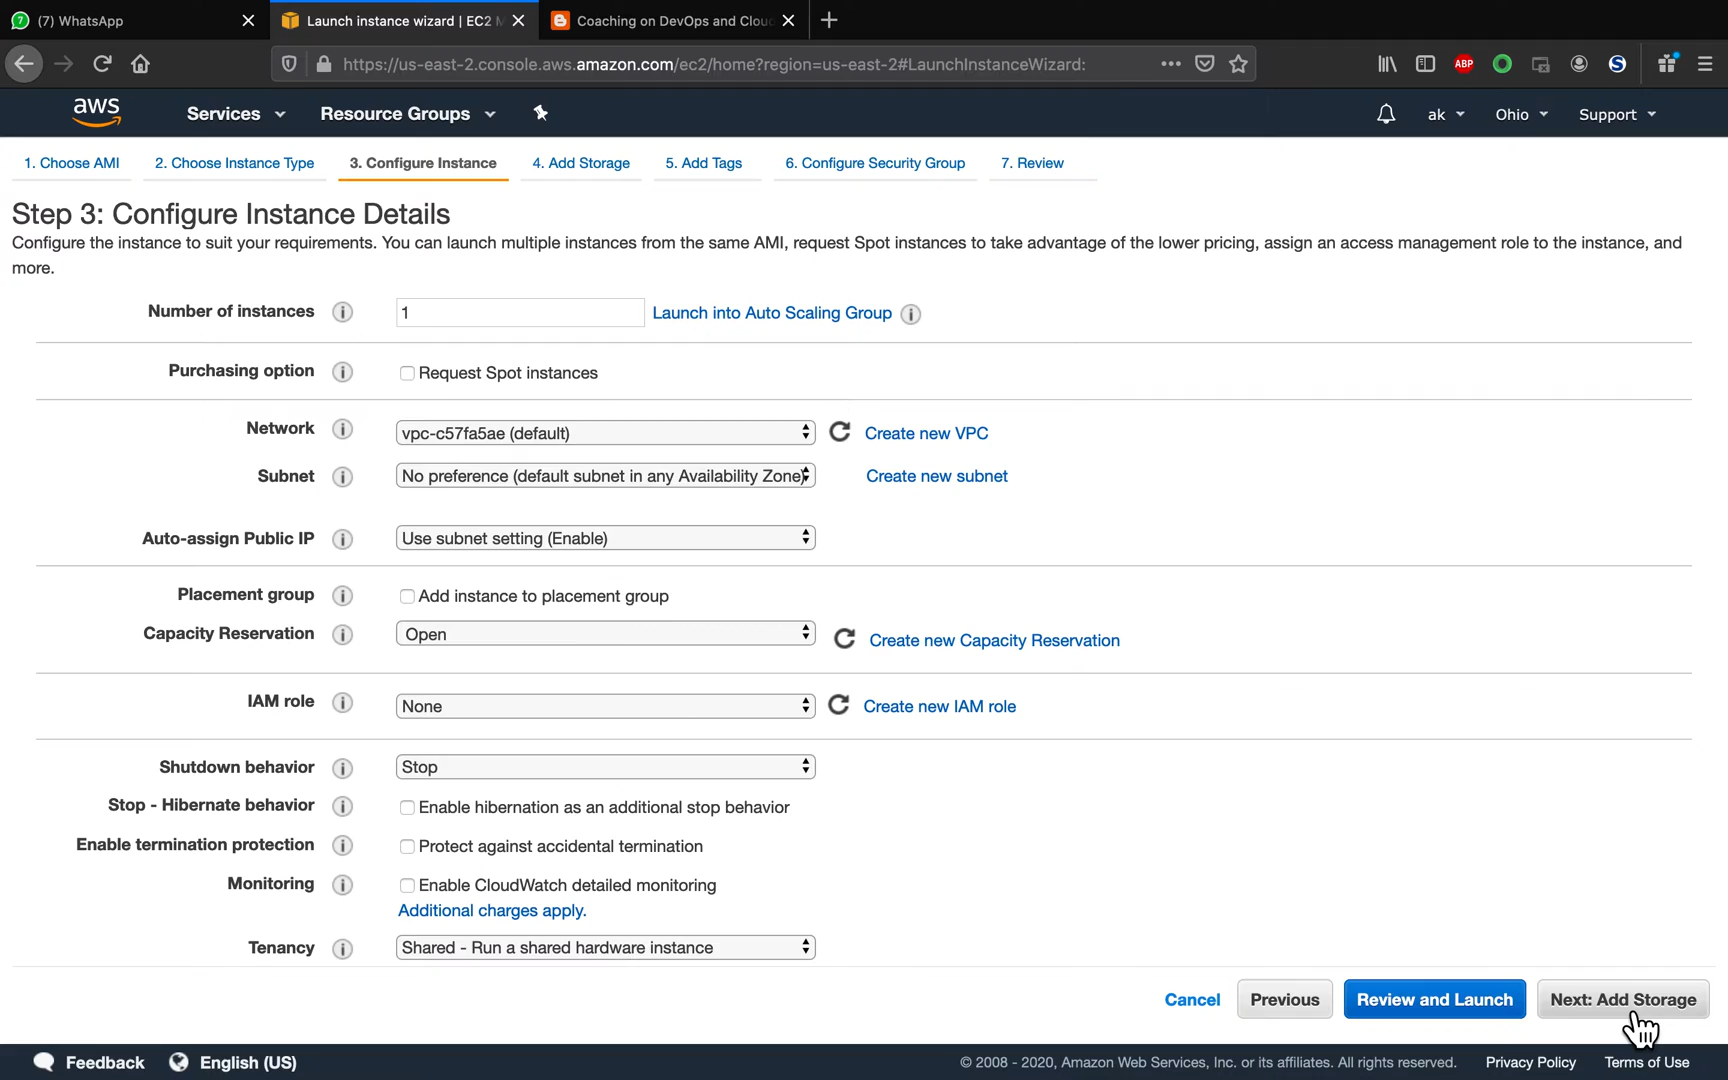 (7) WhatsApp
Launch instance wizard | EC2 M
Coaching on DevOps and Clou
https://us-east-2.console.aws.amazon.com/ec2/home?region=us-east-2#LaunchInstanceWizard:
ABP
S
aws
Services
Resource Groups
ak
Ohio
Support
1. Choose AMI
2. Choose Instance Type
3. Configure Instance
4. Add Storage
5. Add Tags
6. Configure Security Group
7. Review
Step 3: Configure Instance Details
Configure the instance to suit your requirements. You can launch multiple instances from the same AMI, request Spot instances to take advantage of the lower pricing, assign an access management role to the instance, and
more.
Number of instances
1
Launch into Auto Scaling Group
Purchasing option
Request Spot instances
Network
vpc-c57fa5ae (default)
Create new VPC
Subnet
No preference (default subnet in any Availability Zone)
Create new subnet
Auto-assign Public IP
Use subnet setting (Enable)
Placement group
Add instance to placement group
Capacity Reservation
Open
Create new Capacity Reservation
IAM role
None
Create new IAM role
Shutdown behavior
Stop
Stop - Hibernate behavior
Enable hibernation as an additional stop behavior
Enable termination protection
Protect against accidental termination
Monitoring
Enable CloudWatch detailed monitoring
Additional charges apply.
Tenancy
Shared - Run a shared hardware instance
Cancel
Previous
Review and Launch
Next: Add Storage
Feedback
English (US)
© 2008 - 2020, Amazon Web Services, Inc. or its affiliates. All rights reserved.
Privacy Policy
Terms of Use